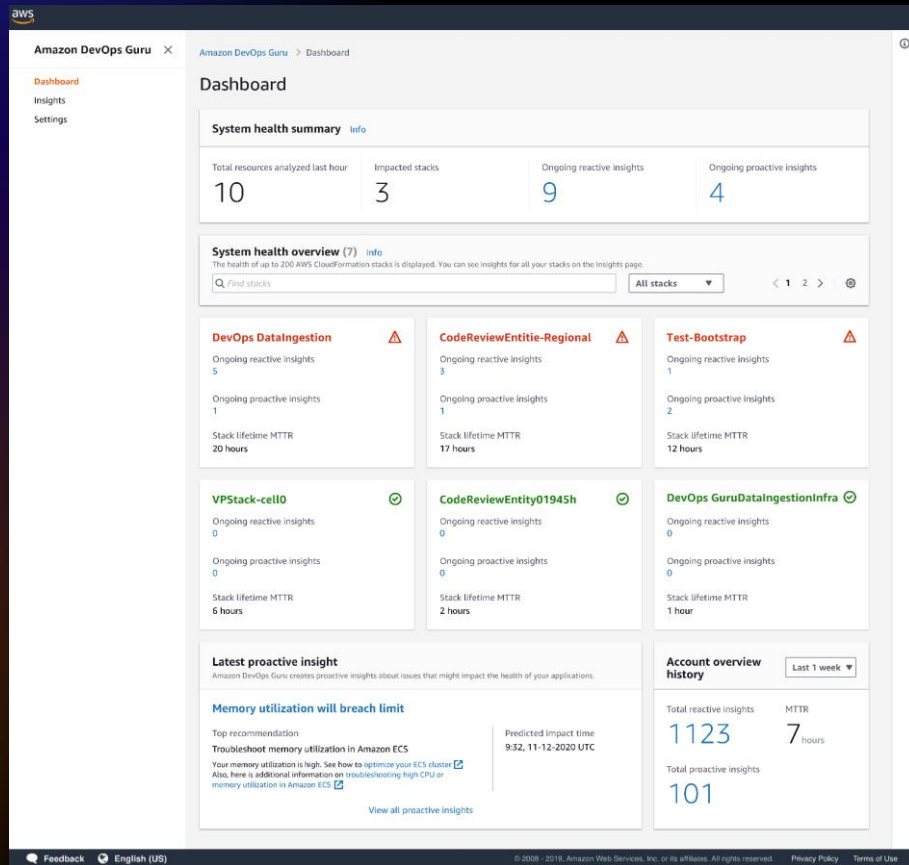 aws
Amazon DevOps Guru
Dashboard
Insights
Settings
Amazon DevOps Guru > Dashboard
Dashboard
System health summary Info
Total resources analyzed last hour
10
Impacted stacks
3
Ongoing reactive insights
9
Ongoing proactive insights
4
System health overview (7) Info
The health of up to 200 AWS CloudFormation stacks is displayed. You can see insights for all your stacks on the Insights page.
Find stacks
All stacks
< 1 2 >
DevOps DataIngestion
Ongoing reactive insights
5
Ongoing proactive insights
1
Stack lifetime MTTR
20 hours
CodeReviewEntitie-Regional
Ongoing reactive insights
3
Ongoing proactive insights
1
Stack lifetime MTTR
17 hours
Test-Bootstrap
Ongoing reactive insights
1
Ongoing proactive insights
2
Stack lifetime MTTR
12 hours
VPStack-cell0
Ongoing reactive insights
0
Ongoing proactive insights
0
Stack lifetime MTTR
6 hours
CodeReviewEntity01945h
Ongoing reactive insights
0
Ongoing proactive insights
0
Stack lifetime MTTR
2 hours
DevOps GuruDataIngestionInfra
Ongoing reactive insights
0
Ongoing proactive insights
0
Stack lifetime MTTR
1 hour
Latest proactive insight
Amazon DevOps Guru creates proactive insights about issues that might impact the health of your applications.
Memory utilization will breach limit
Top recommendation
Troubleshoot memory utilization in Amazon ECS
Your memory utilization is high. See how to optimize your ECS cluster
Also, here is additional information on troubleshooting high CPU or
memory utilization in Amazon ECS
Predicted impact time
9:32, 11-12-2020 UTC
View all proactive insights
Account overview
history
Last 1 week
Total reactive insights
1123
MTTR
7 hours
Total proactive insights
101
Feedback English (US)
© 2008 - 2019, Amazon Web Services, Inc. or its affiliates. All rights reserved. Privacy Policy Terms of Use